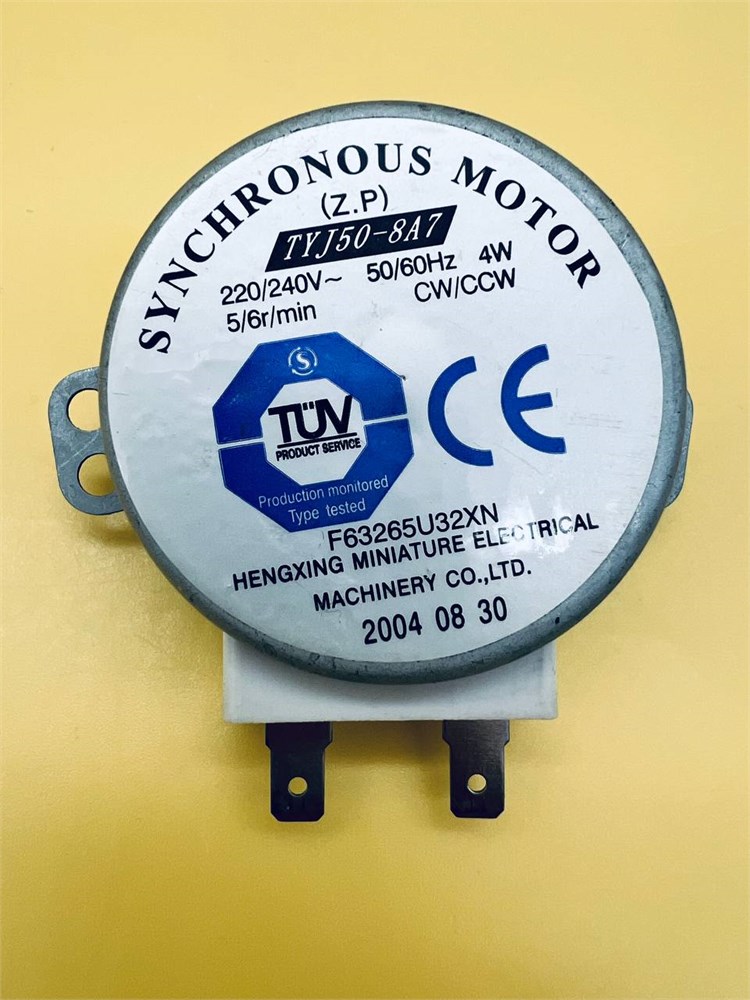 SYNCHRONOUS MOTOR
(Z.P)
TYJ50-8A7
220/240V~ 50/60Hz 4W
5/6r/min CW/CCW
S
TÜV
PRODUCT SERVICE
Production monitored
Type tested
CE
F63265U32XN
HENGXING MINIATURE ELECTRICAL
MACHINERY CO.,LTD.
2004 08 30